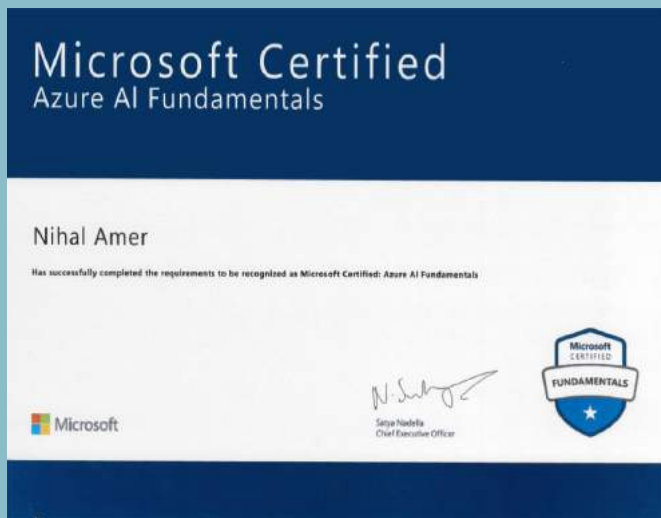 Microsoft Certified
Azure AI Fundamentals
Nihal Amer
Has successfully completed the requirements to be recognized as Microsoft Certified: Azure AI Fundamentals
Satya Nadella
Chief Executive Officer
Microsoft
Microsoft
CERTIFIED
FUNDAMENTALS